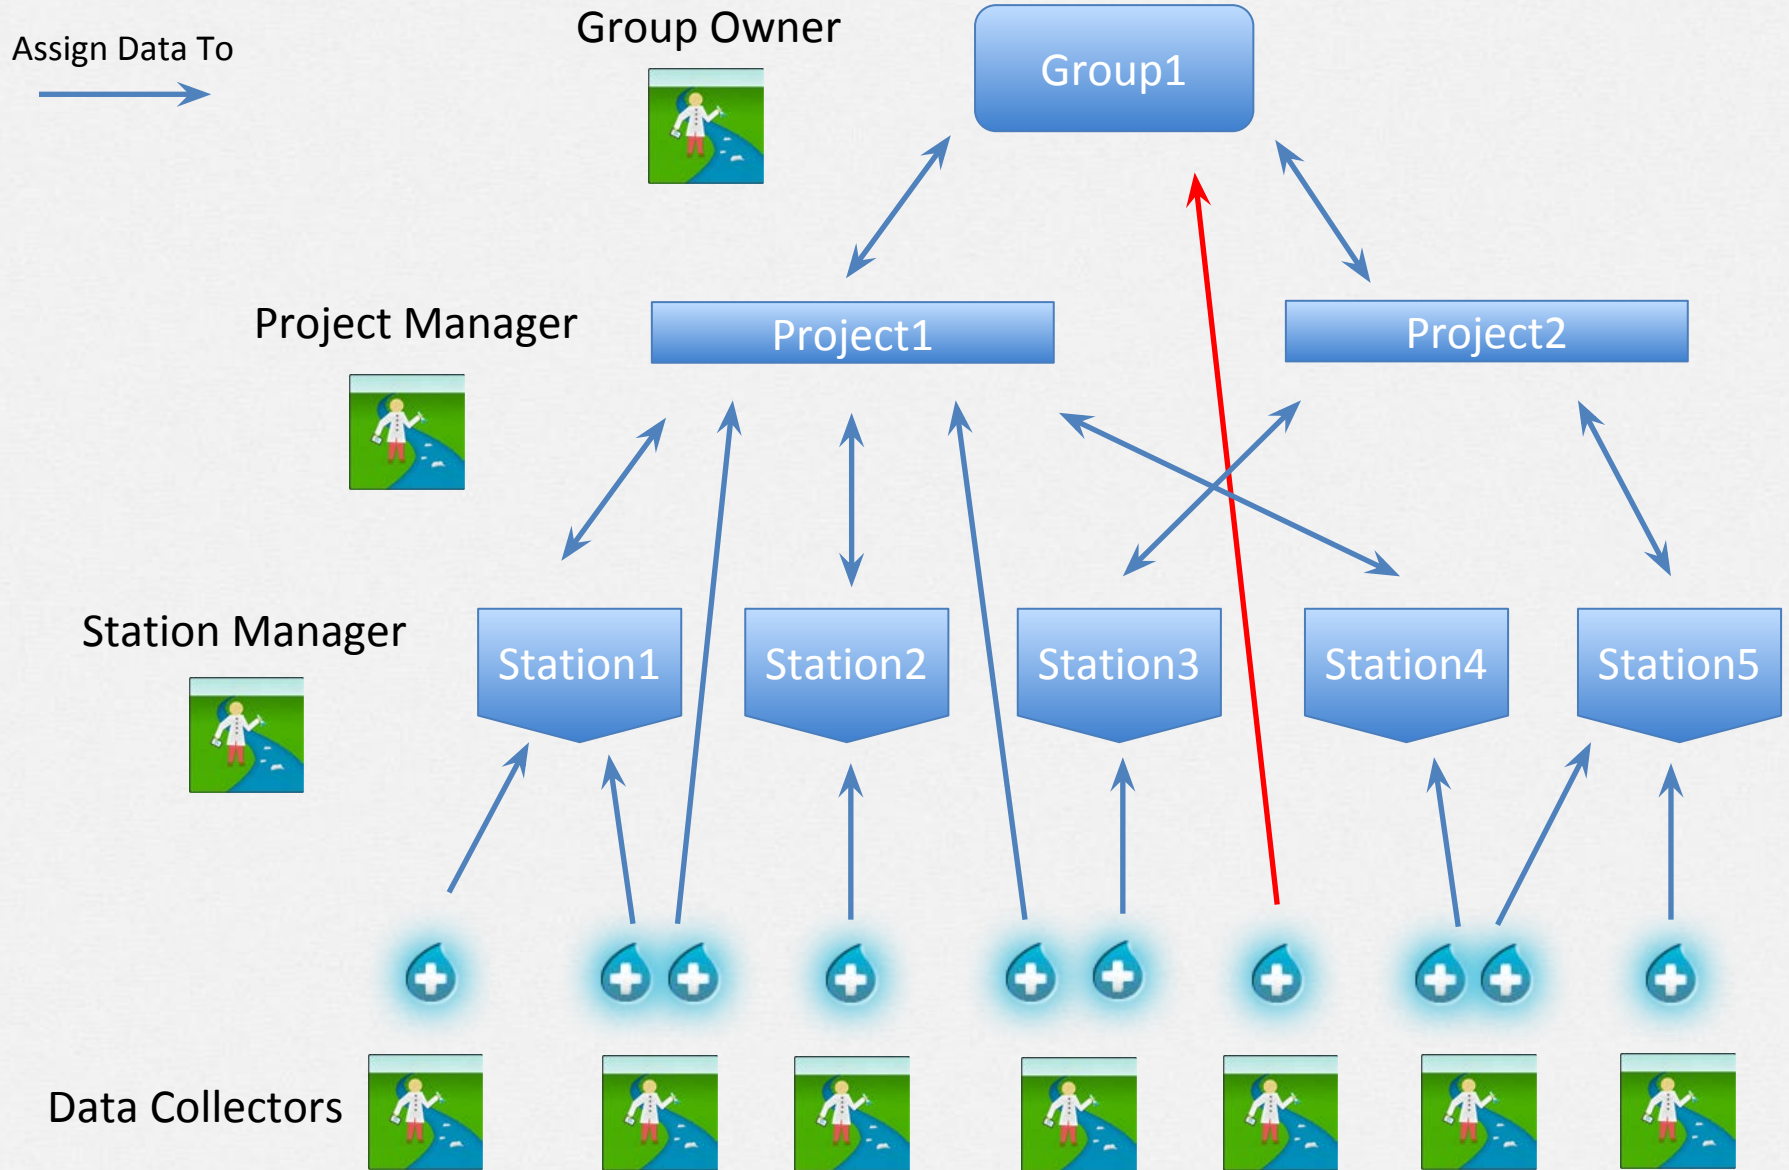 Group Owner
Assign Data To
Group1
Project Manager
Project1
Project2
Station Manager
Station1
Station2
Station3
Station4
Station5
Data Collectors